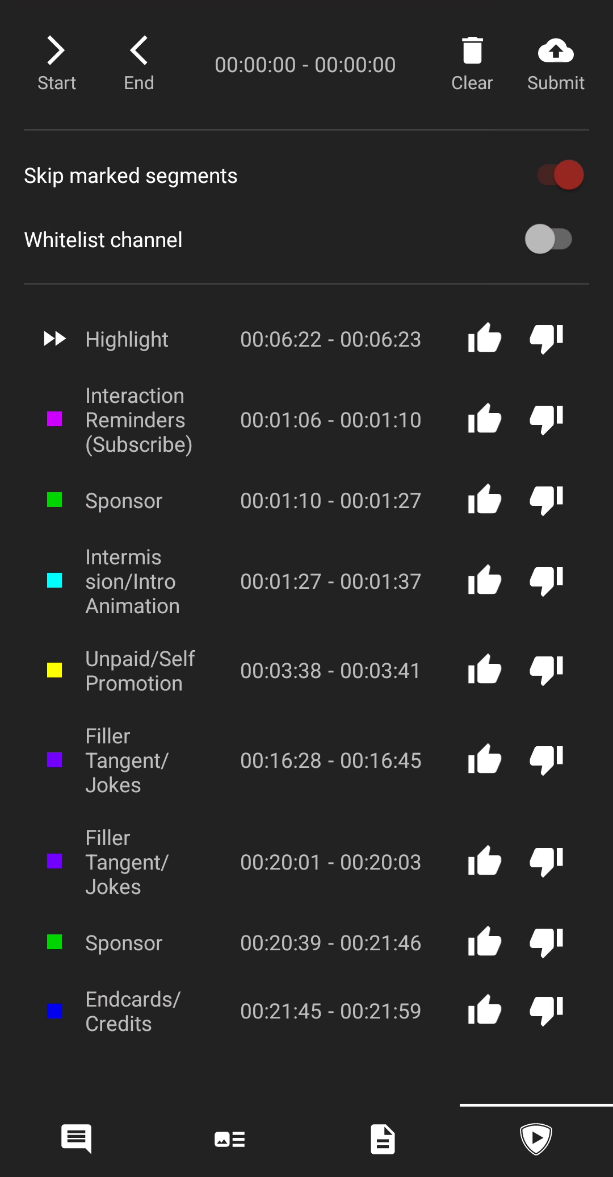 Start
End
00:00:00 - 00:00:00
Clear
Submit
Skip marked segments
Whitelist channel
Highlight
00:06:22 - 00:06:23
Interaction
Reminders
(Subscribe)
00:01:06 - 00:01:10
Sponsor
00:01:10 - 00:01:27
Intermis
sion/Intro
Animation
00:01:27 - 00:01:37
Unpaid/Self
Promotion
00:03:38 - 00:03:41
Filler
Tangent/
Jokes
00:16:28 - 00:16:45
Filler
Tangent/
Jokes
00:20:01 - 00:20:03
Sponsor
00:20:39 - 00:21:46
Endcards/
Credits
00:21:45 - 00:21:59